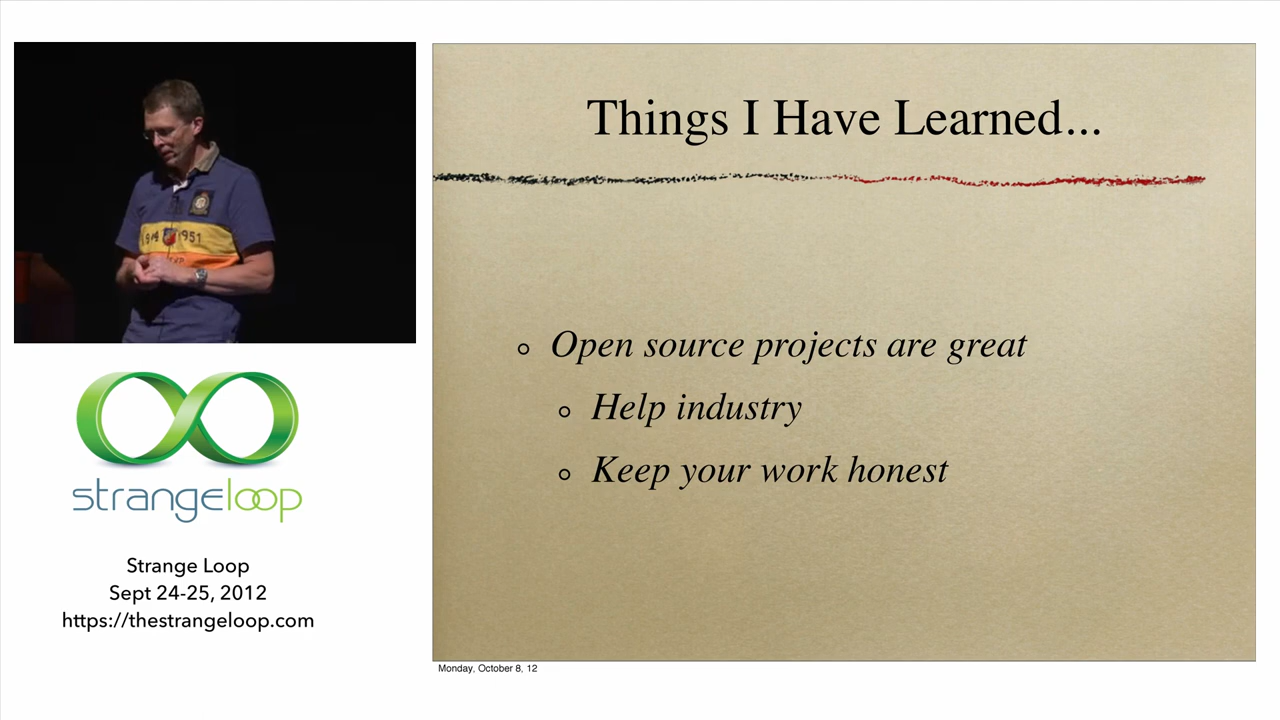 Things I Have Learned...
Open source projects are great
Help industry
Keep your work honest
strangeloop
Strange Loop
Sept 24-25, 2012
https://thestrangeloop.com
Monday, October 8, 12